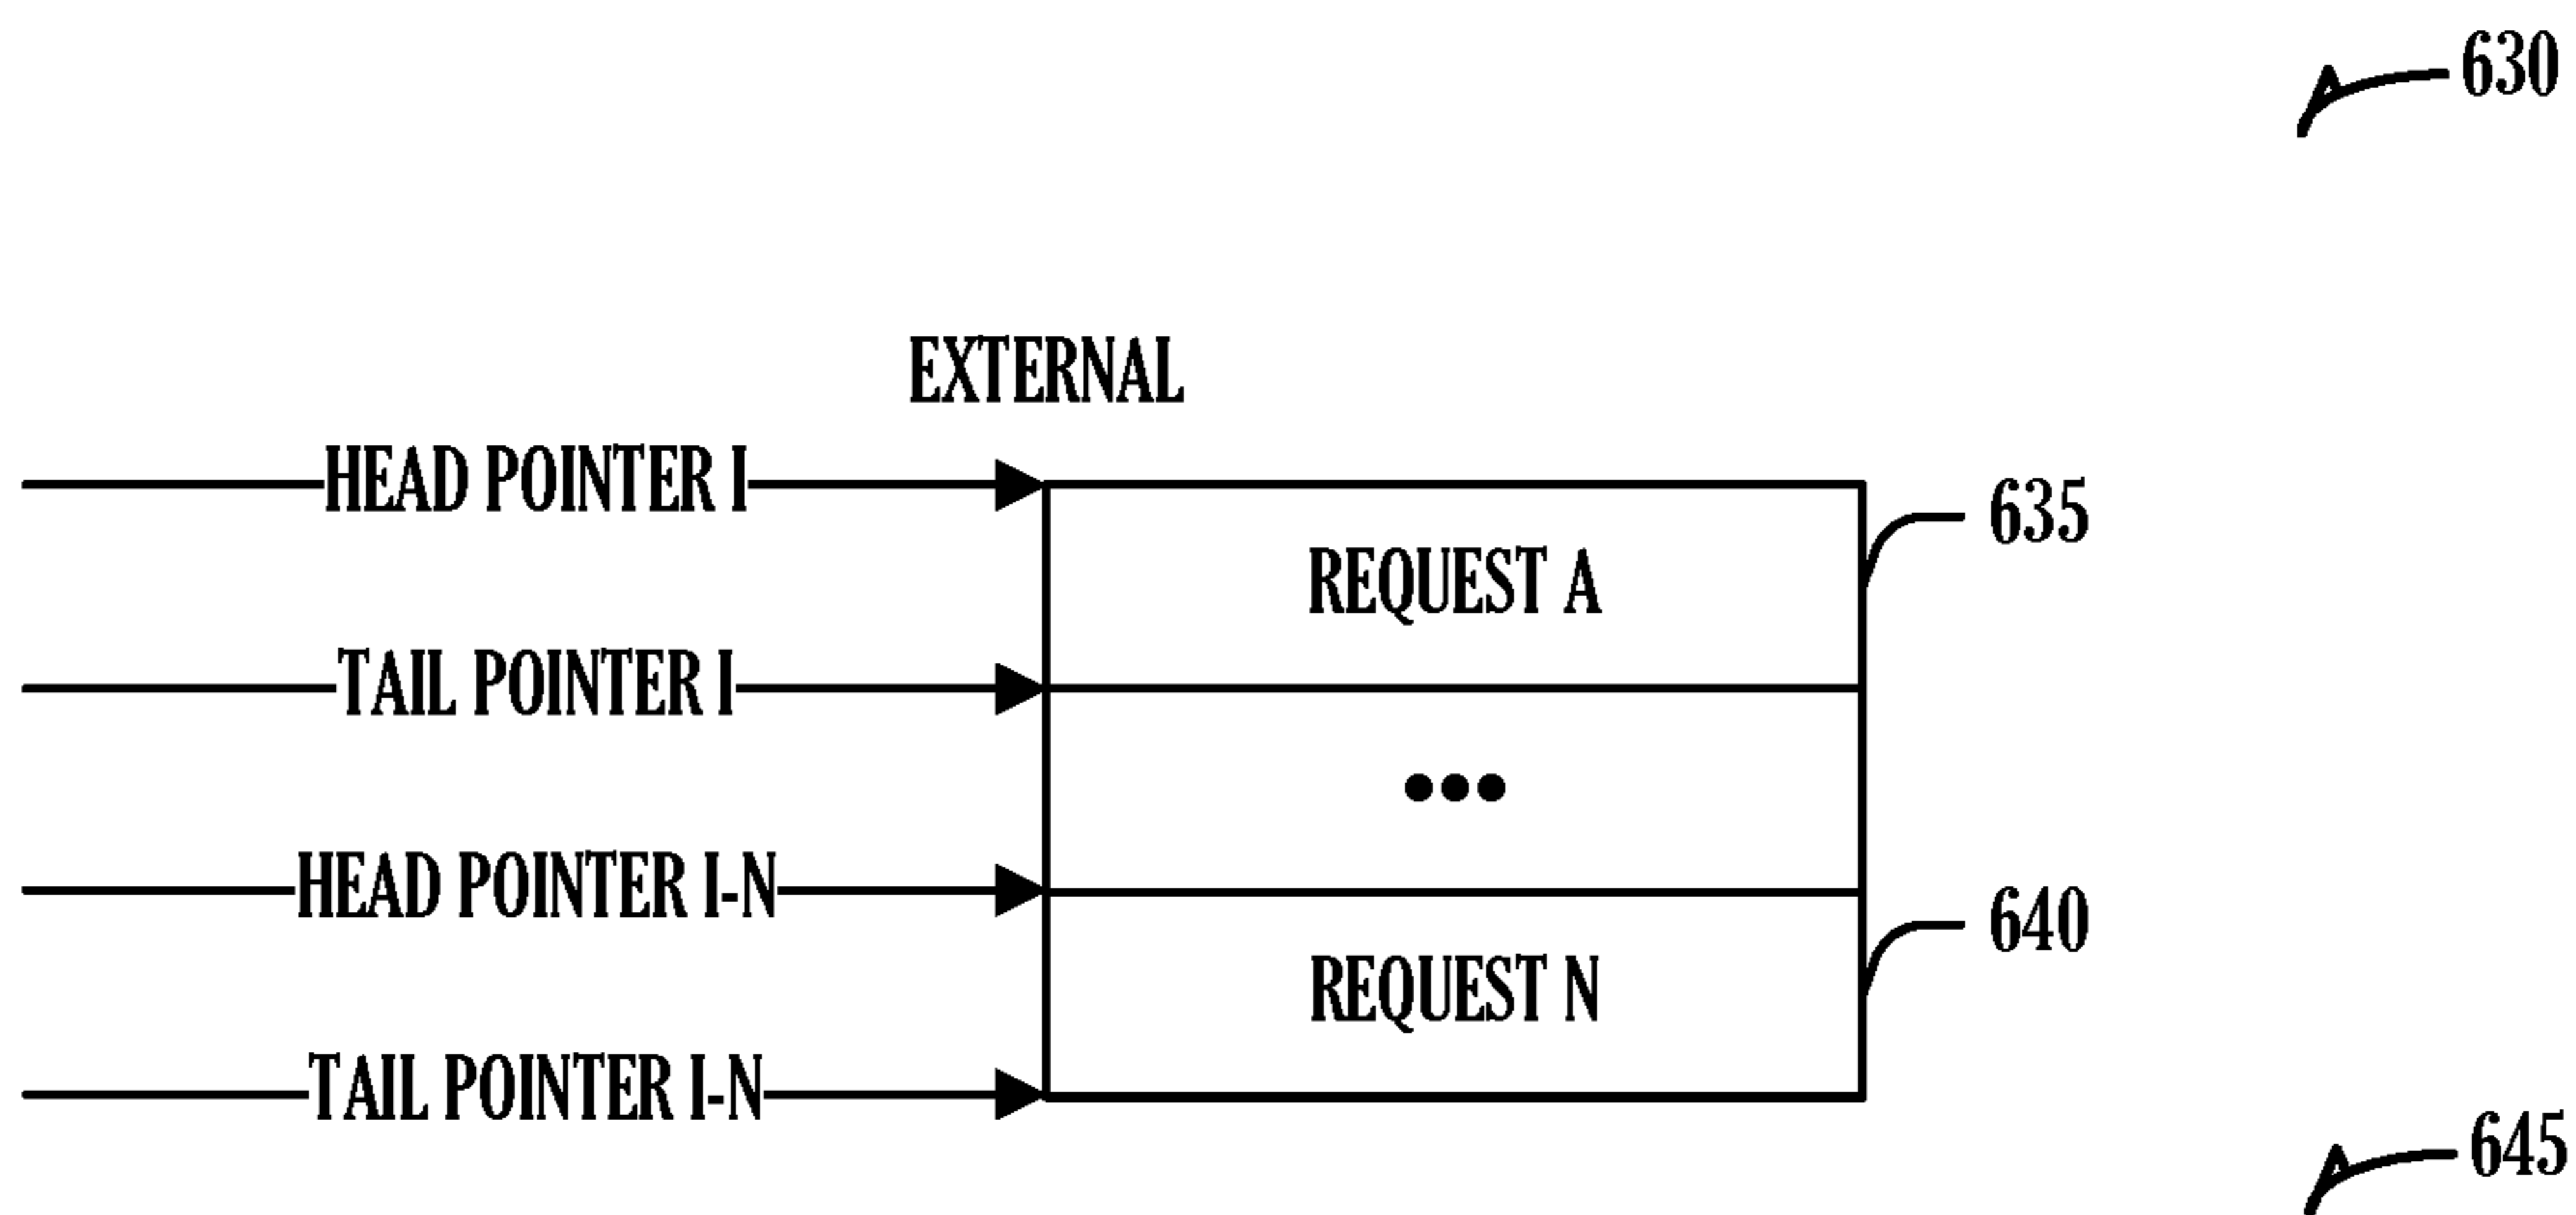 630
EXTERNAL
HEAD POINTER I
635
REQUEST A
TAIL POINTER I
•••
HEAD POINTER I-N
640
REQUEST N
TAIL POINTER I-N
645